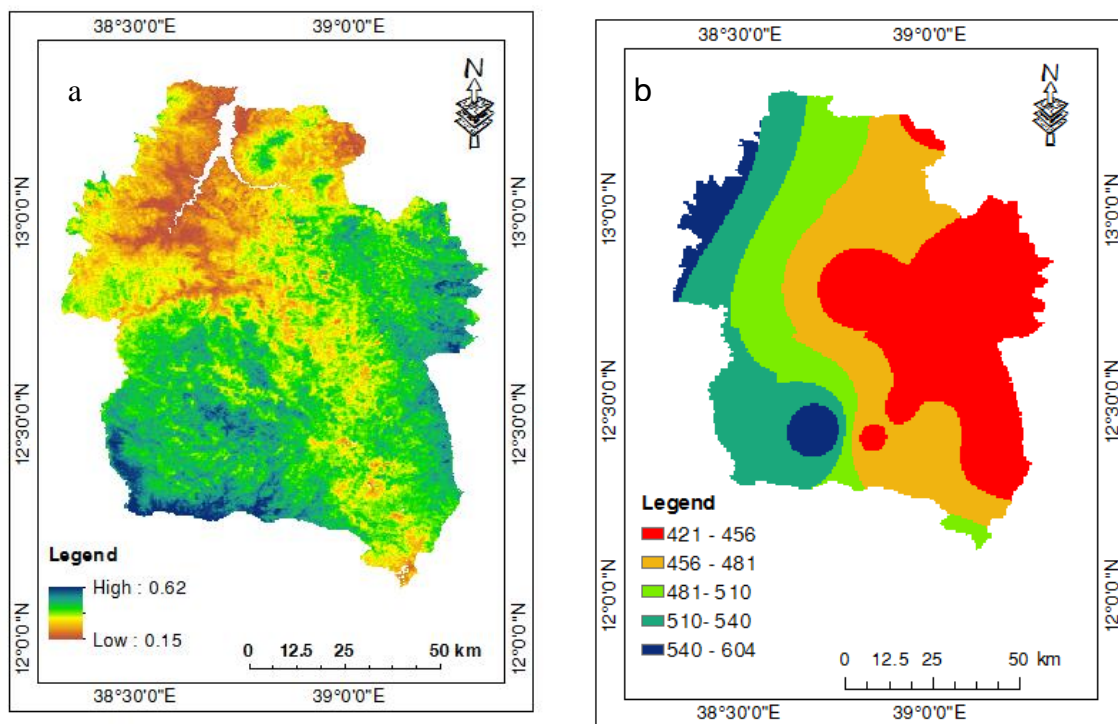 38°30'0"E 39°0'0"E
a
N
13°0'0"N
13°0'0"N
12°30'0"N
12°30'0"N
12°0'0"N
12°0'0"N
Legend
High : 0.62
Low : 0.15
0 12.5 25 50 km
38°30'0"E 39°0'0"E
38°30'0"E 39°0'0"E
b
N
13°0'0"N
13°0'0"N
12°30'0"N
12°30'0"N
12°0'0"N
12°0'0"N
Legend
421 - 456
456 - 481
481- 510
510- 540
540 - 604
0 12.5 25 50 km
38°30'0"E 39°0'0"E